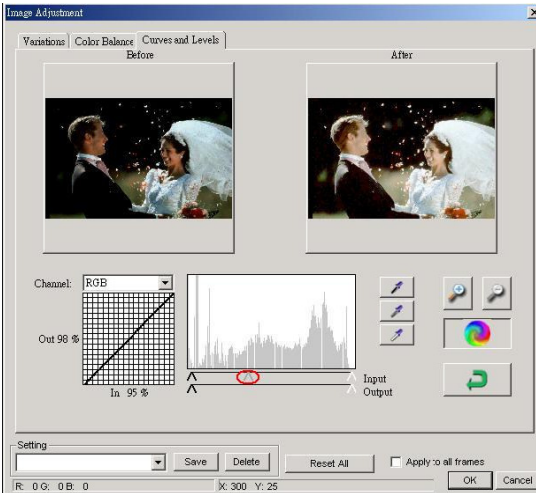 Image Adjustment
Variations Color Balance Curves and Levels
Before After
Channel: RGB
Out 98 %
In 95 %
Input
Output
Setting
Save Delete Reset All Apply to all frames
R: 0 G: 0 B: 0 X: 300 Y: 25 OK Cancel